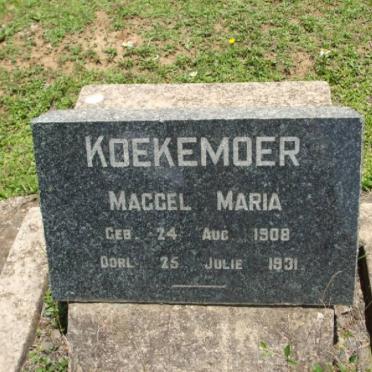 KOEKEMOER
MAGGEL MARIA
GEB. 24 AUG 1908
OORL. 25 JULIE 1931